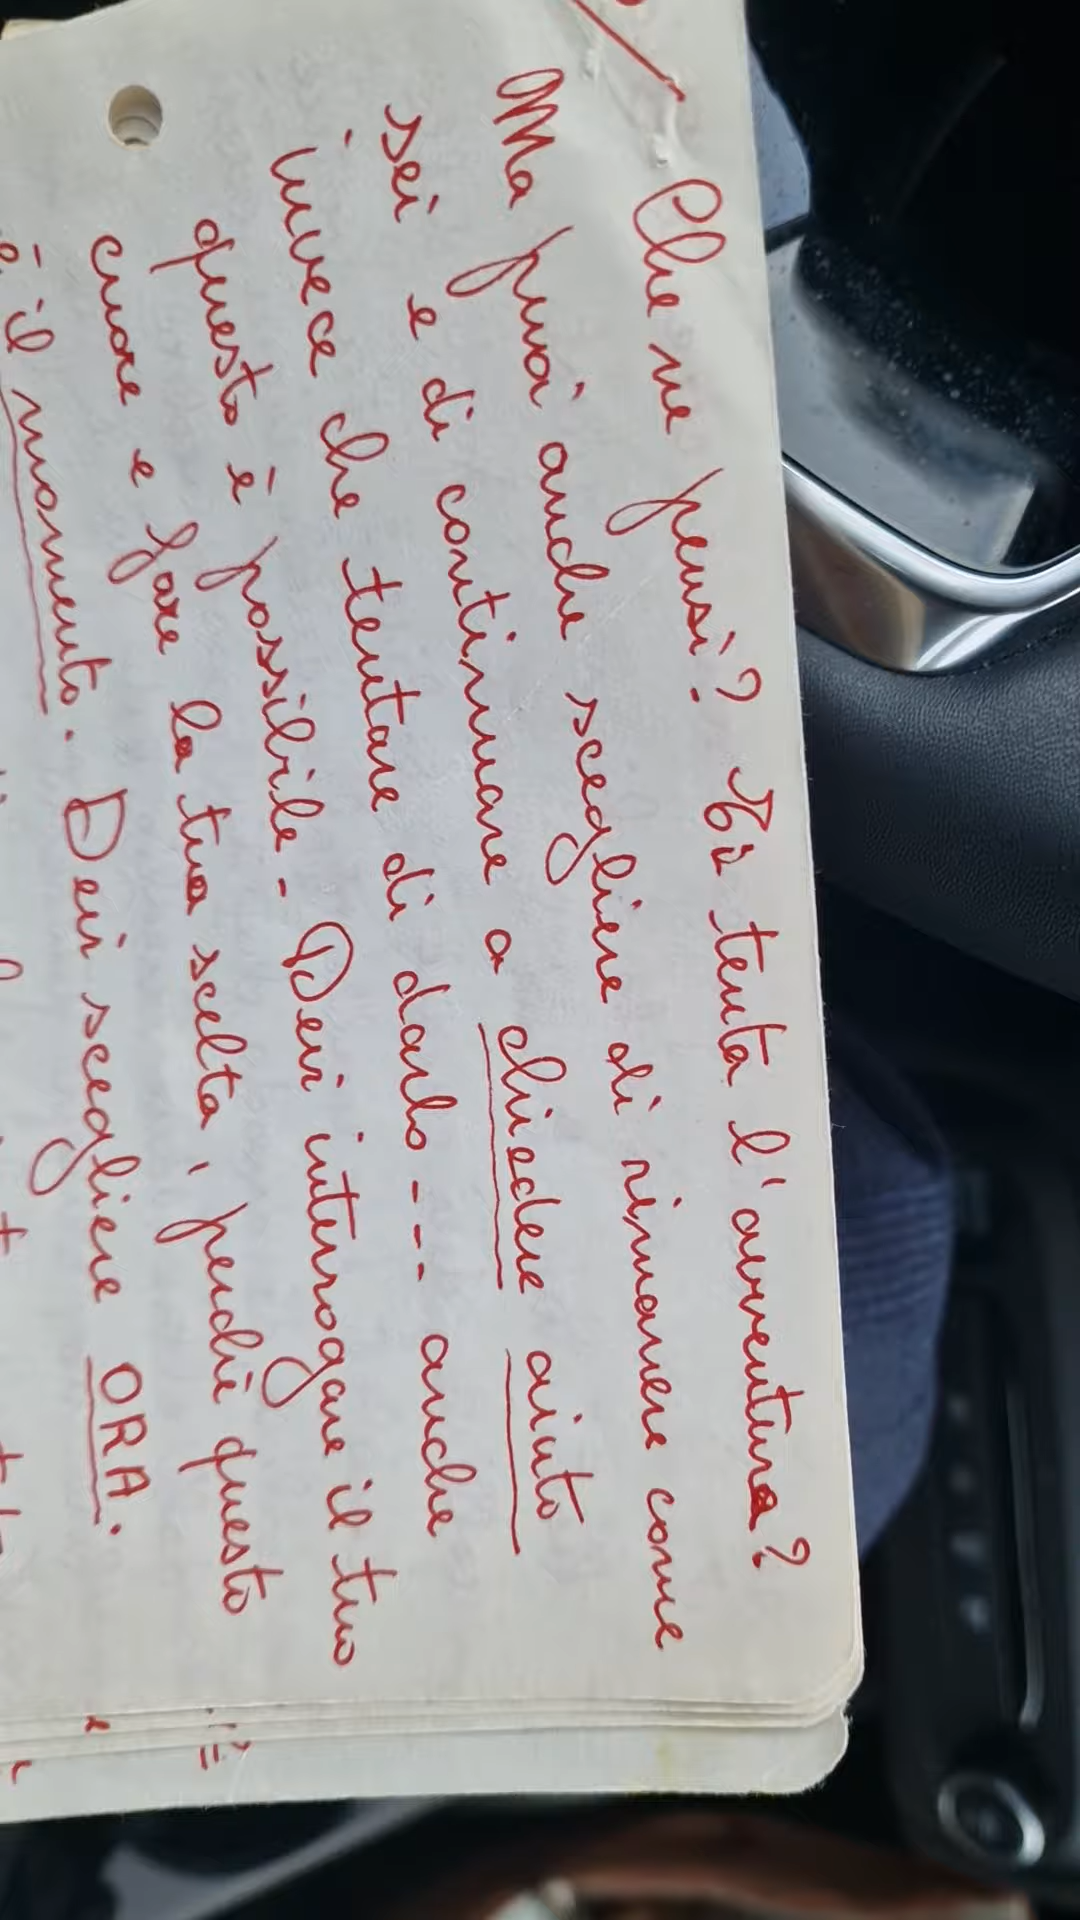 Che ne pensi? Ti tenta l'avventura?
Ma puoi anche scegliere di rimanere come
sei e di continuare a chiedere aiuto
invece che tentare di darlo--- anche
questo è possibile- Devi interrogare il tuo
cuore e fare la tua scelta, perché questo
è il momento. Devi scegliere ORA.